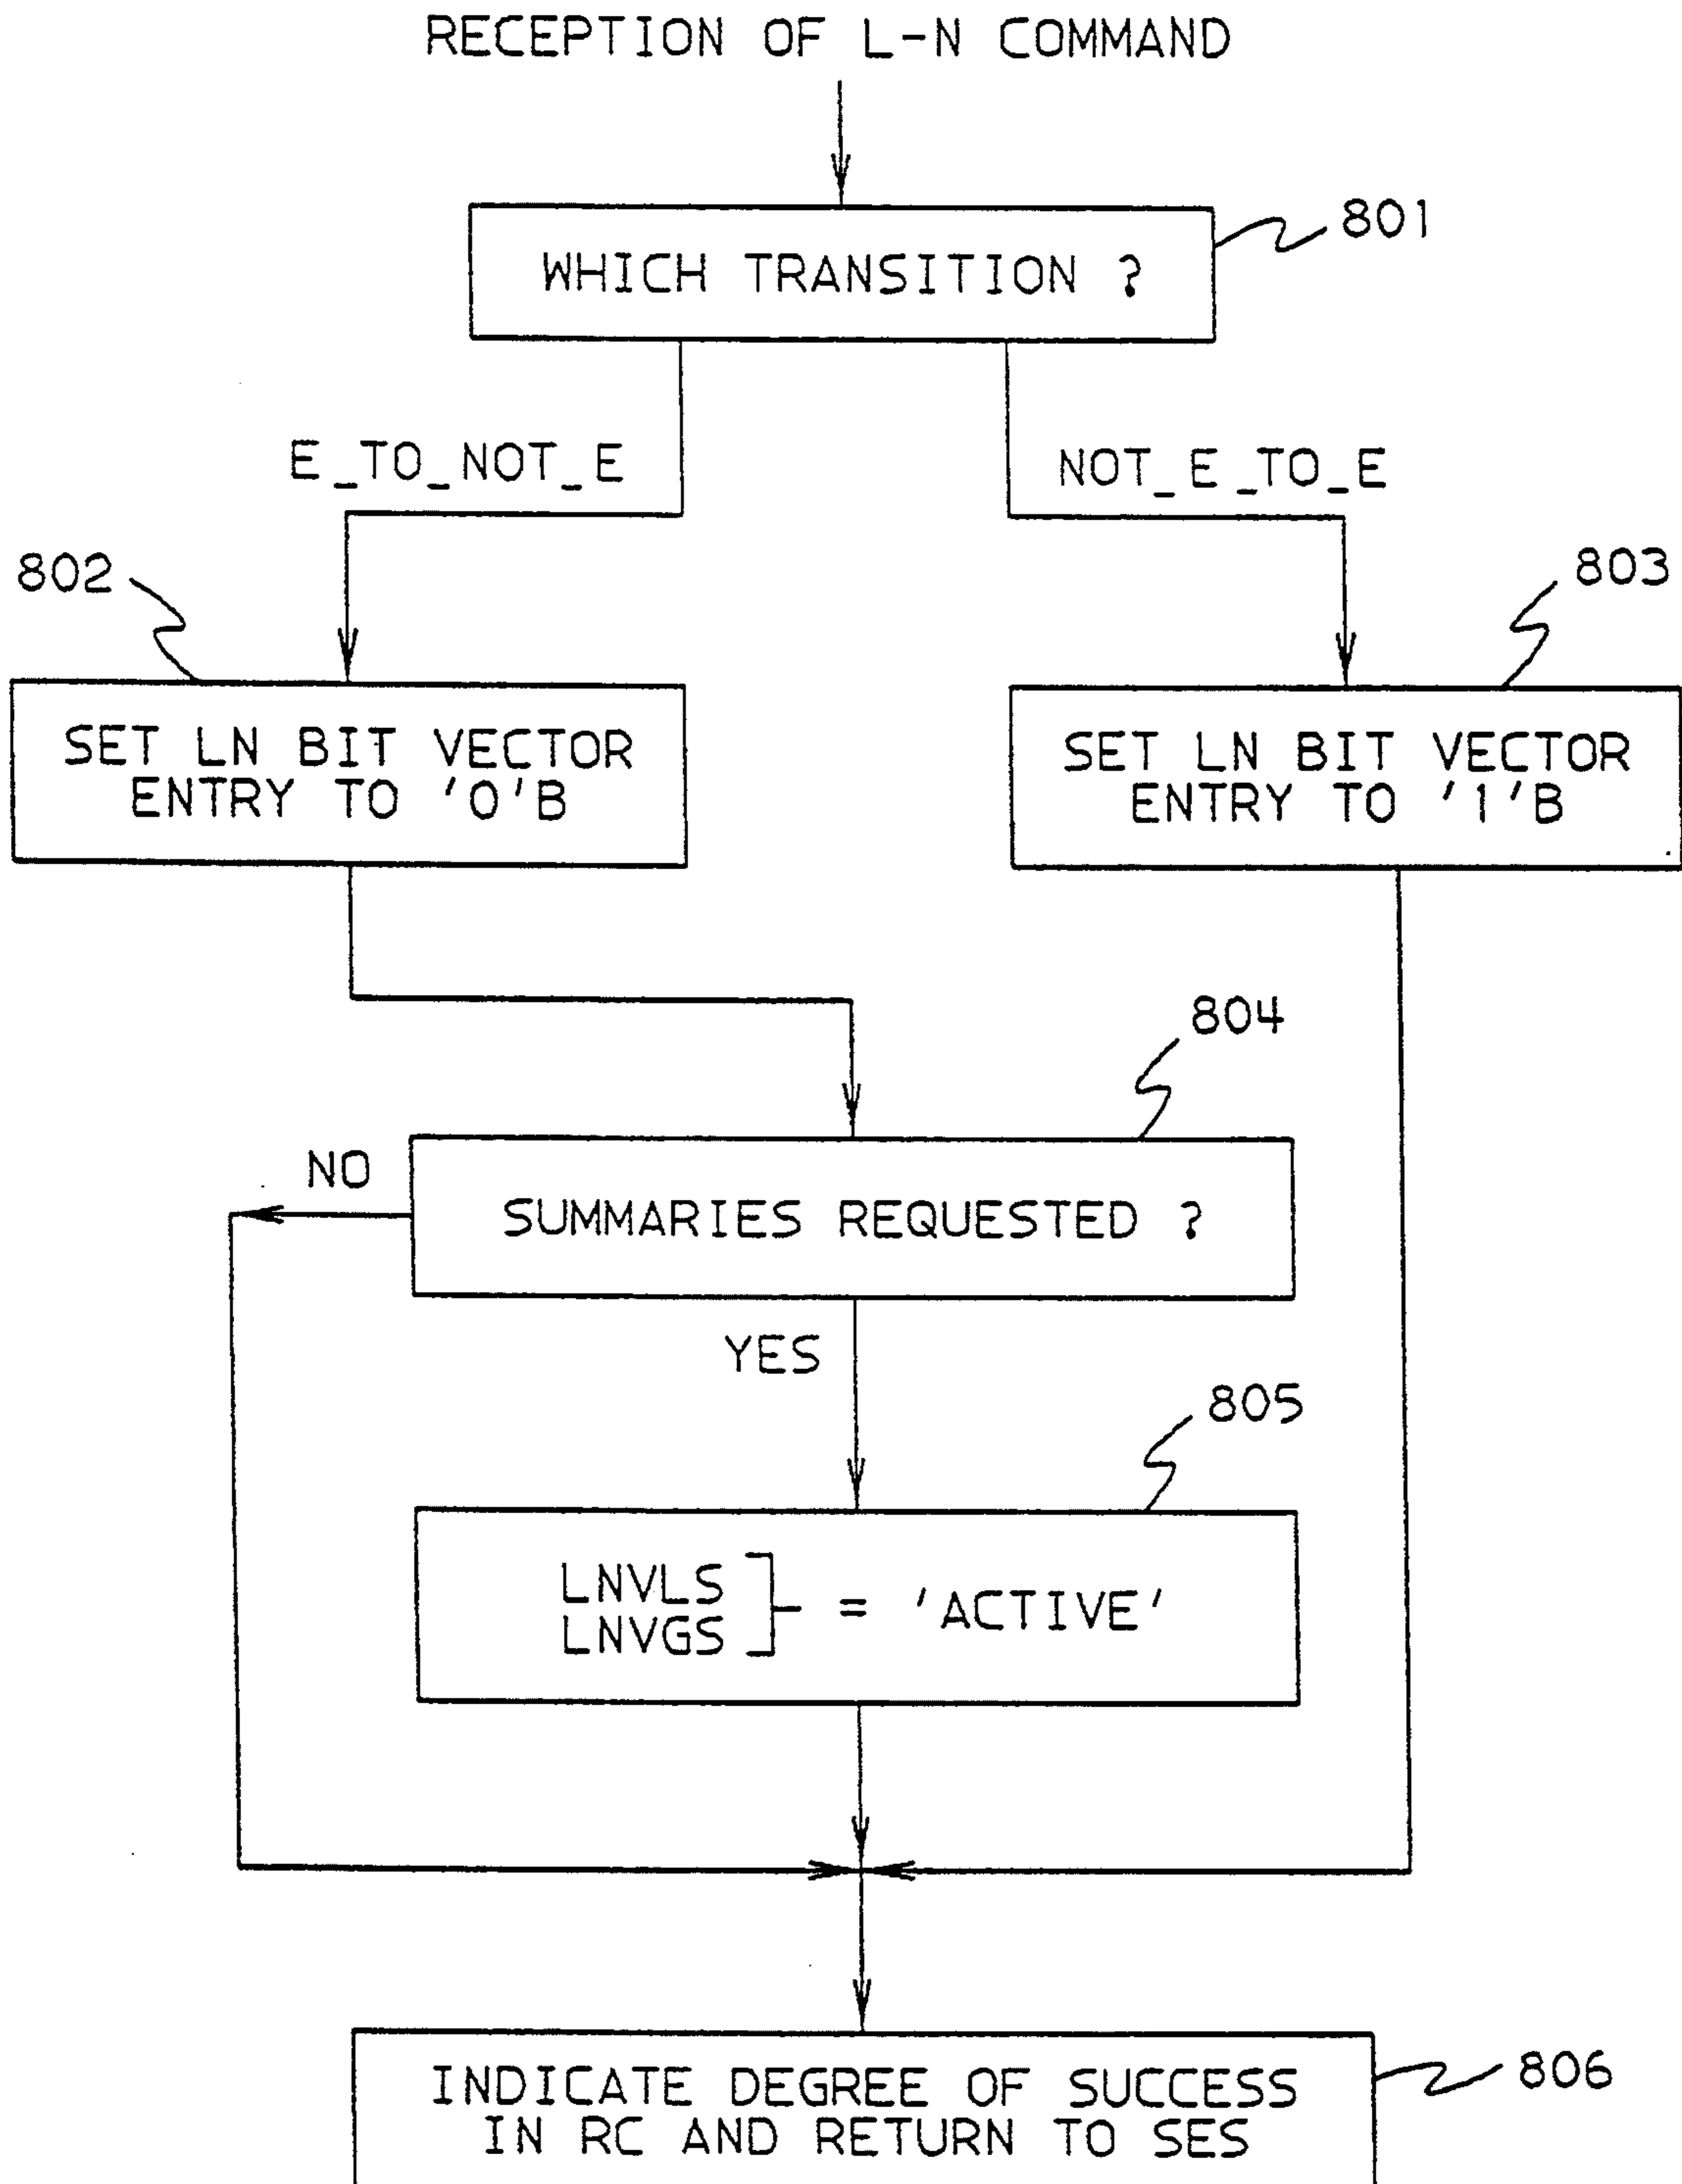 RECEPTION OF L-N COMMAND
801
WHICH TRANSITION ?
E_TO_NOT_E
NOT_E_TO_E
802
803
SET LN BIT VECTOR
ENTRY TO '0'B
SET LN BIT VECTOR
ENTRY TO '1'B
804
NO
SUMMARIES REQUESTED ?
YES
805
LNVLS
LNVGS
= 'ACTIVE'
806
INDICATE DEGREE OF SUCCESS
IN RC AND RETURN TO SES